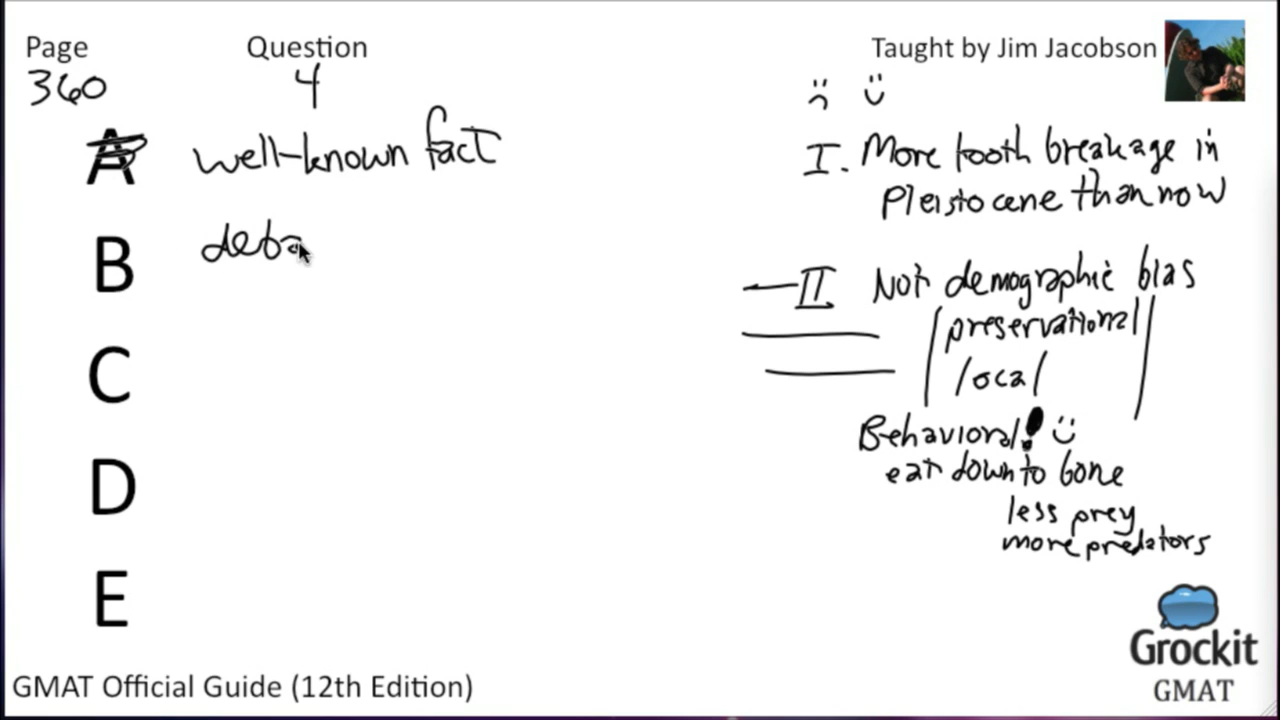 Page Question Taught by Jim Jacobson
360 4
A well-known fact
I. More tooth breakage in
Pleistocene than now
B deba
II Not demographic bias
preservational
local
C
Behavioral!
eat down to bone
D
less prey
more predators
E
Grockit
GMAT
GMAT Official Guide (12th Edition)